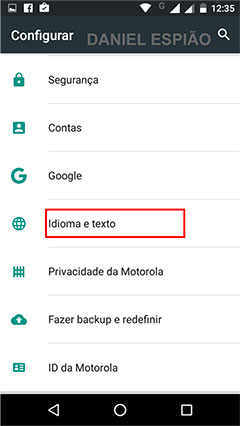 12:35
Configurar
DANIEL ESPIÃO
Segurança
Contas
Google
Idioma e texto
Privacidade da Motorola
Fazer backup e redefinir
ID da Motorola